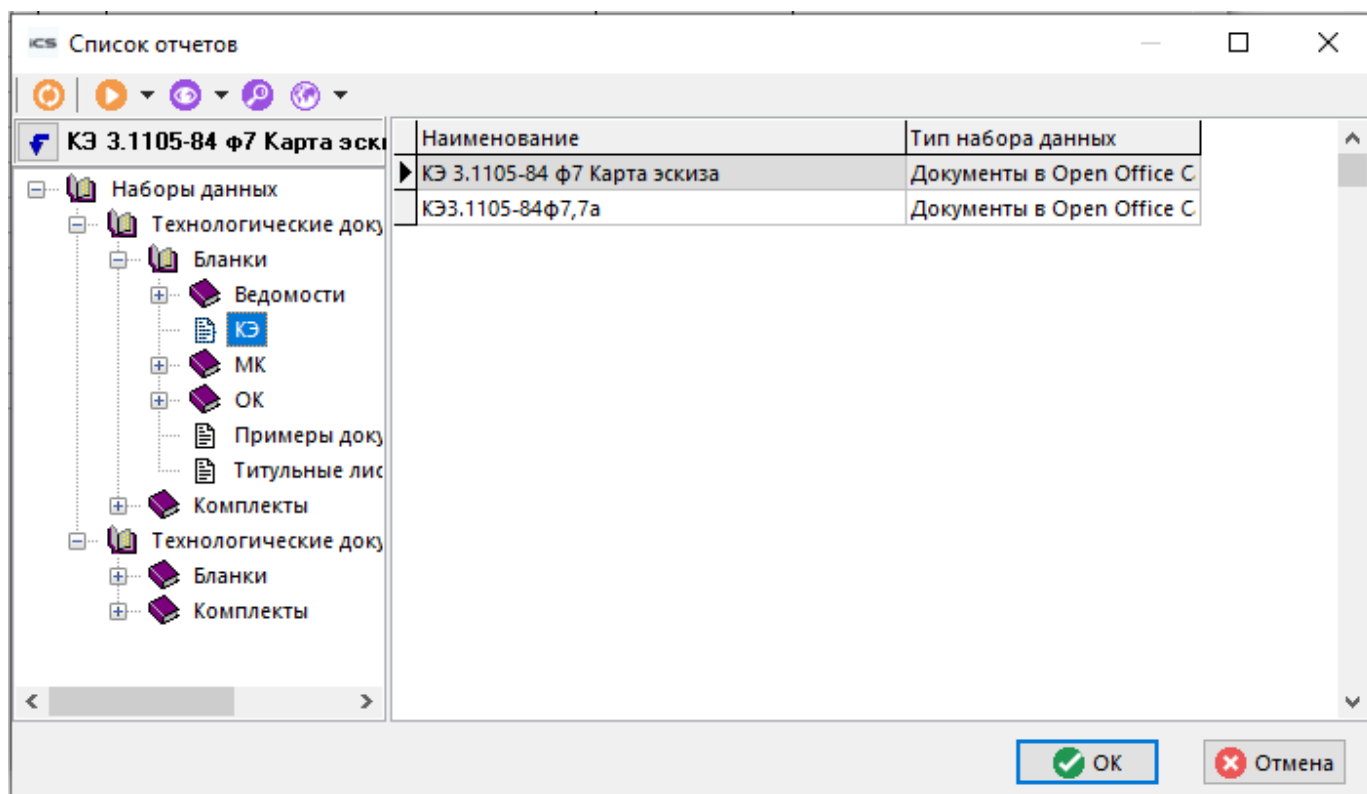 iCS Список отчетов
КЭ 3.1105-84 ф7 Карта эски
Наименование Тип набора данных
КЭ 3.1105-84 ф7 Карта эскиза Документы в Open Office C
КЭ3.1105-84ф7,7а Документы в Open Office C
Наборы данных
Технологические доку
Бланки
Ведомости
КЭ
МК
ОК
Примеры доку
Титульные лис
Комплекты
Технологические доку
Бланки
Комплекты
ОК
Отмена